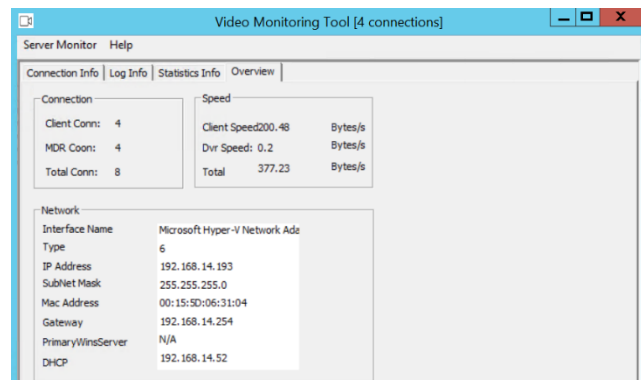 Video Monitoring Tool [4 connections]
Server Monitor Help
Connection Info Log Info Statistics Info Overview
Connection
Client Conn: 4
MDR Coon: 4
Total Conn: 8
Speed
Client Speed200.48 Bytes/s
Dvr Speed: 0.2 Bytes/s
Total 377.23 Bytes/s
Network
Interface Name Microsoft Hyper-V Network Ada
Type 6
IP Address 192.168.14.193
SubNet Mask 255.255.255.0
Mac Address 00:15:5D:06:31:04
Gateway 192.168.14.254
PrimaryWinsServer N/A
DHCP 192.168.14.52